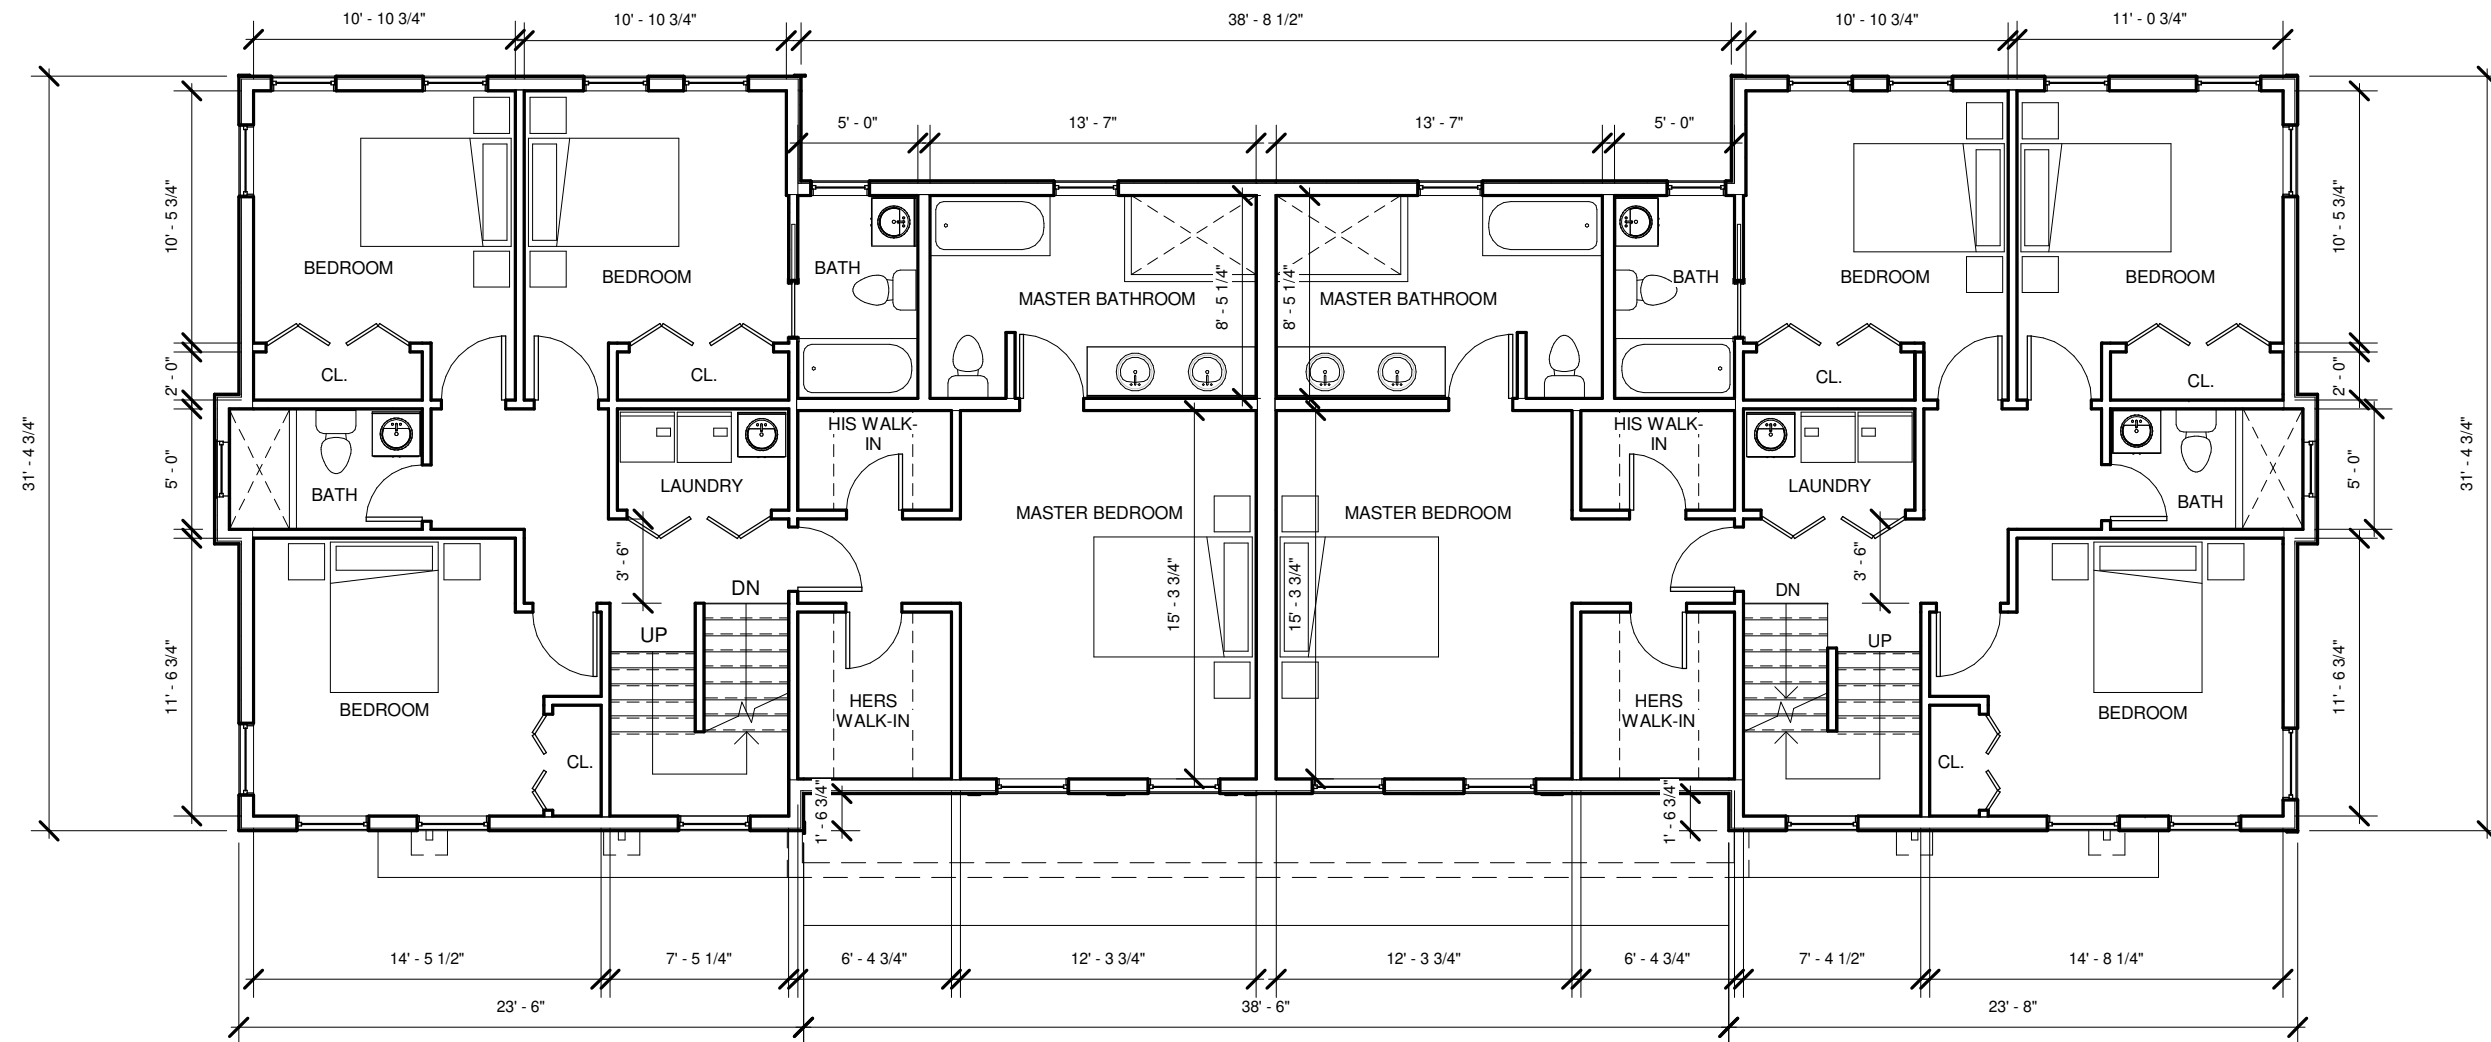 10' - 10 3/4"
10' - 10 3/4"
38' - 8 1/2"
10' - 10 3/4"
11' - 0 3/4"
5' - 0"
13' - 7"
13' - 7"
5' - 0"
31' - 4 3/4"
10' - 5 3/4"
2' - 0"
5' - 0"
11' - 6 3/4"
BEDROOM
BEDROOM
BATH
MASTER BATHROOM
8' - 5 1/4"
8' - 5 1/4"
MASTER BATHROOM
BATH
BEDROOM
BEDROOM
10' - 5 3/4"
2' - 0"
5' - 0"
11' - 6 3/4"
31' - 4 3/4"
CL.
CL.
CL.
CL.
HIS WALK-
IN
HIS WALK-
IN
BATH
LAUNDRY
MASTER BEDROOM
MASTER BEDROOM
LAUNDRY
BATH
3' - 6"
DN
15' - 3 3/4"
15' - 3 3/4"
3' - 6"
DN
UP
UP
BEDROOM
HERS
WALK-IN
HERS
WALK-IN
BEDROOM
CL.
CL.
1' - 6 3/4"
1' - 6 3/4"
14' - 5 1/2"
7' - 5 1/4"
6' - 4 3/4"
12' - 3 3/4"
12' - 3 3/4"
6' - 4 3/4"
7' - 4 1/2"
14' - 8 1/4"
23' - 6"
38' - 6"
23' - 8"